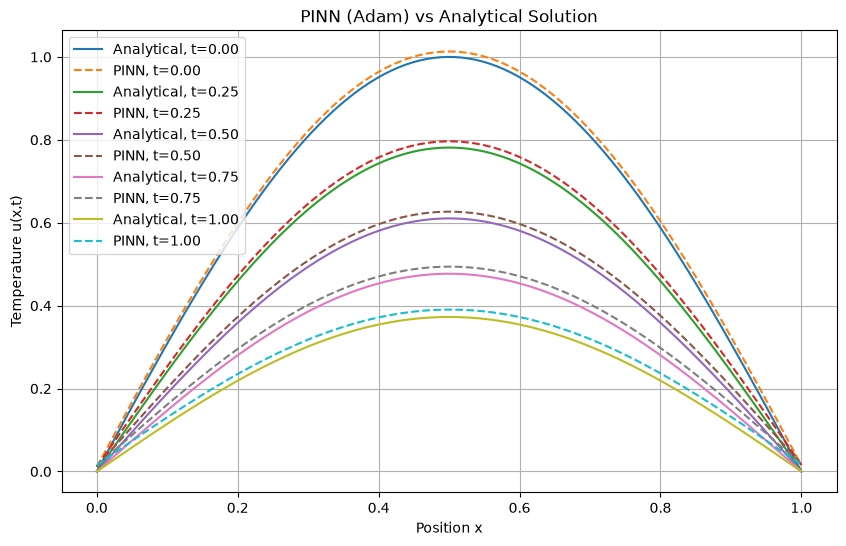 PINN (Adam) vs Analytical Solution
Analytical, t=0.00
PINN, t=0.00
Analytical, t=0.25
PINN, t=0.25
Analytical, t=0.50
PINN, t=0.50
Analytical, t=0.75
PINN, t=0.75
Analytical, t=1.00
PINN, t=1.00
Temperature u(x,t)
1.0
0.8
0.6
0.4
0.2
0.0
0.0 0.2 0.4 0.6 0.8 1.0
Position x